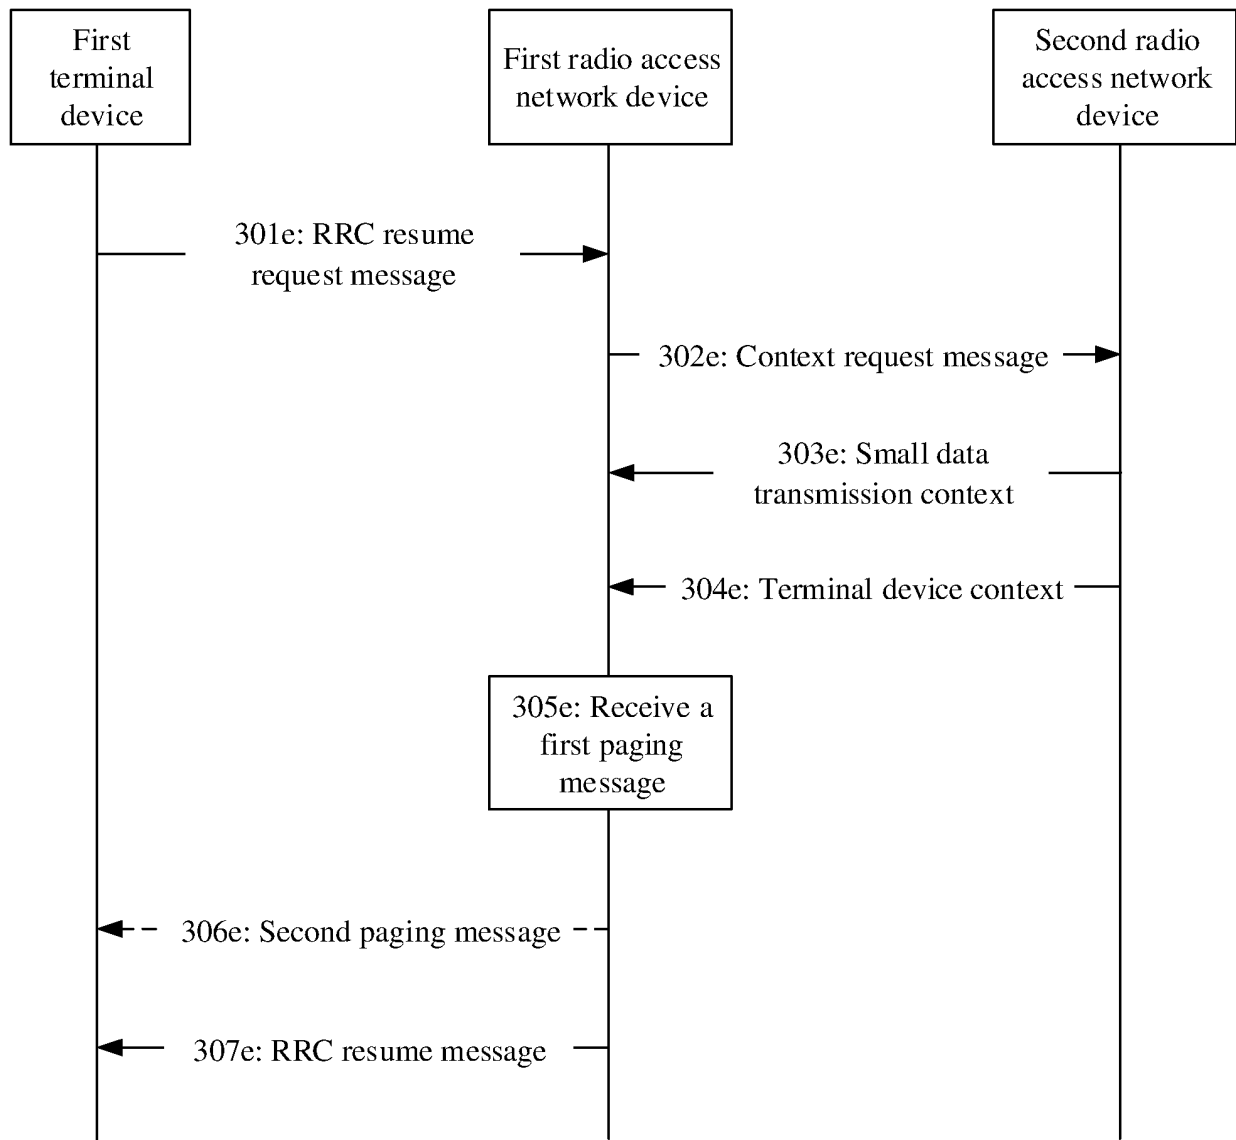 First
terminal
device
First radio access
network device
Second radio
access network
device
301e: RRC resume
request message
302e: Context request message
303e: Small data
transmission context
304e: Terminal device context
305e: Receive a
first paging
message
306e: Second paging message
307e: RRC resume message